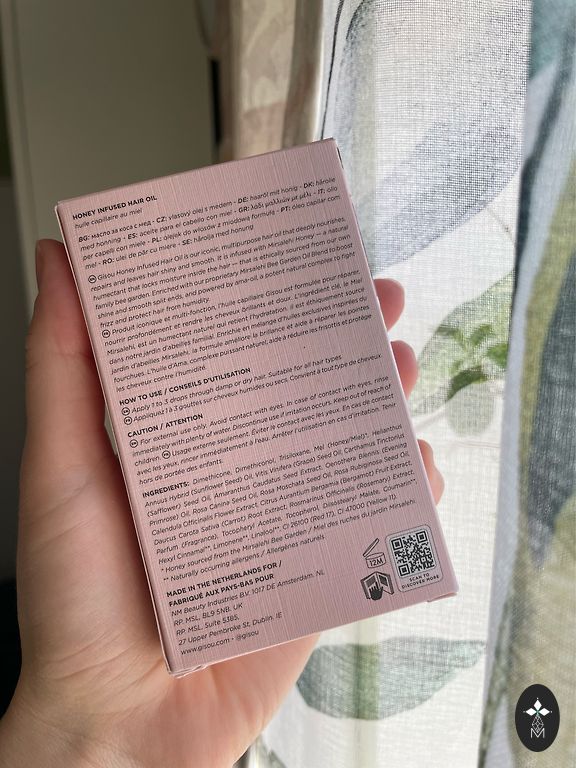 HONEY INFUSED HAIR OIL
huile capillaire au miel
BG: масло за коса с мед - CZ: vlasový olej s medem - DE: haaröl mit honig - DK: hårolie
med honning - ES: aceite para el cabello con miel - GR: λάδι μαλλιών με μέλι - IT: olio
per capelli con miele - PL: olejek do włosów z miodowa formuła - PT: óleo capilar com
mel - RO: ulei de păr cu miere - SE: hårolja med honung
EN Gisou Honey Infused Hair Oil is our iconic, multipurpose hair oil that deeply nourishes,
repairs and leaves hair shiny and smooth. It is infused with Mirsalehi Honey — a natural
humectant that locks moisture inside the hair — that is ethically sourced from our own
family bee garden. Enriched with our proprietary Mirsalehi Bee Garden Oil Blend to boost
shine and smooth split ends, and powered by ama-oil, a potent natural complex to fight
frizz and protect hair from humidity.
FR Produit iconique et multi-fonction, l'huile capillaire Gisou est formulée pour réparer,
nourrir profondément et rendre les cheveux brillants et doux. L'ingrédient clé, le Miel
Mirsalehi, est un humectant naturel qui retient l'hydratation. Il est éthiquement sourcé
dans notre jardin d'abeilles familial. Enrichie en mélange d'huiles exclusives inspirées du
jardin d'abeilles Mirsalehi, la formule améliore la brillance et aide à réparer les pointes
fourchues. L'huile d'Ama, complexe puissant naturel, aide à réduire les frisottis et protège
les cheveux contre l'humidité.
HOW TO USE / CONSEILS D'UTILISATION
EN Apply 1 to 3 drops through damp or dry hair. Suitable for all hair types.
FR Appliquez 1 à 3 gouttes sur cheveux humides ou secs. Convient à tout type de cheveux.
CAUTION / ATTENTION
EN For external use only. Avoid contact with eyes. In case of contact with eyes, rinse
immediately with plenty of water. Discontinue use if irritation occurs. Keep out of reach of
children. FR Usage externe seulement. Éviter le contact avec les yeux. En cas de contact
avec les yeux, rincer immédiatement à l'eau. Arrêter l'utilisation en cas d'irritation. Tenir
hors de portée des enfants.
INGREDIENTS: Dimethicone, Dimethiconol, Trisiloxane, Mel (Honey/Miel)*, Helianthus
Annuus Hybrid (Sunflower) Seed Oil, Vitis Vinifera (Grape) Seed Oil, Carthamus Tinctorius
(Safflower) Seed Oil, Amaranthus Caudatus Seed Extract, Oenothera Biennis (Evening
Primrose) Oil, Rosa Canina Seed Oil, Rosa Moschata Seed Oil, Rosa Rubiginosa Seed Oil,
Calendula Officinalis Flower Extract, Citrus Aurantium Bergamia (Bergamot) Fruit Extract,
Daucus Carota Sativa (Carrot) Root Extract, Rosmarinus Officinalis (Rosemary) Extract,
Parfum (Fragrance), Tocopheryl Acetate, Tocopherol, Diisostearyl Malate, Coumarin**,
Hexyl Cinnamal**, Limonene**, Linalool**, CI 26100 (Red 17), CI 47000 (Yellow 11).
* Honey sourced from the Mirsalehi Bee Garden / Miel des ruches du jardin Mirsalehi
** Naturally occurring allergens / Allergènes naturels
MADE IN THE NETHERLANDS FOR /
FABRIQUÉ AUX PAYS-BAS POUR
NM Beauty Industries B.V. 1017 DE Amsterdam, NL
RP. MSL, BL9 5NB, UK
RP. MSL, Suite 5385,
27 Upper Pembroke St, Dublin, IE
www.gisou.com - @gisou
12M
SCAN TO
DISCOVER MORE